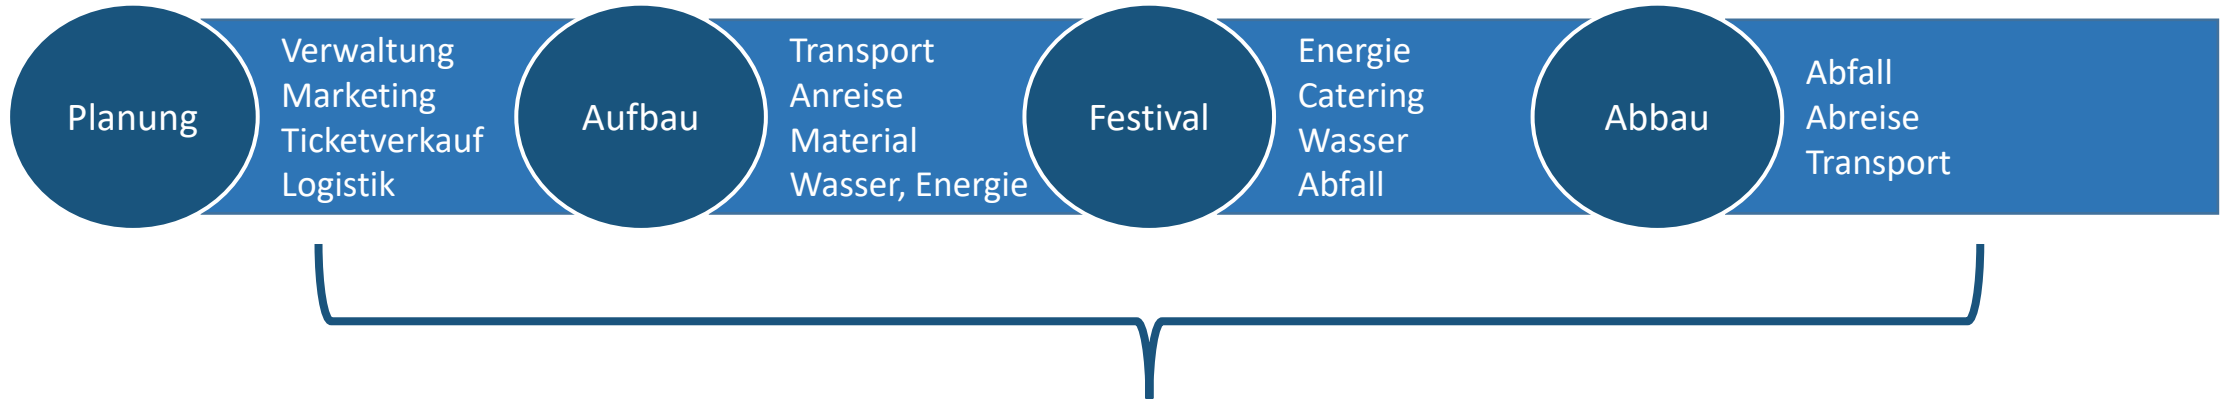 Planung
Verwaltung
Marketing
Ticketverkauf
Logistik
Aufbau
Transport
Anreise
Material
Wasser, Energie
Festival
Energie
Catering
Wasser
Abfall
Abbau
Abfall
Abreise
Transport